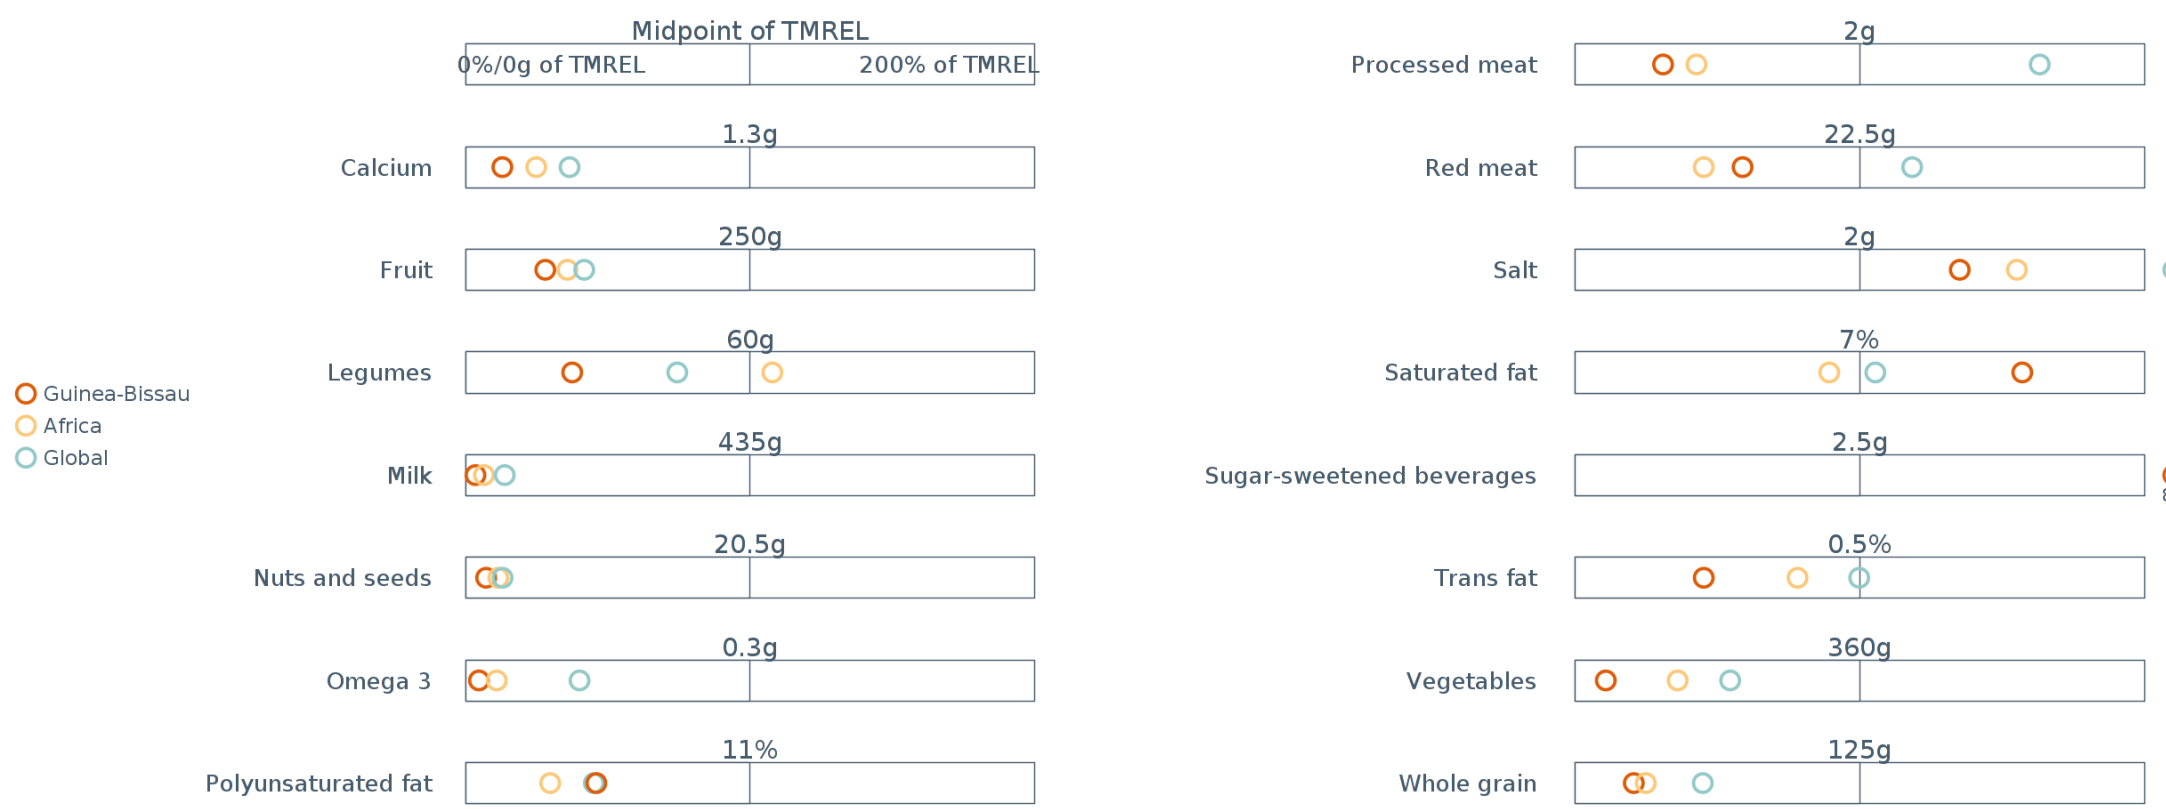 Midpoint of TMREL
0%/0g of TMREL
200% of TMREL
Calcium
1.3g
Fruit
250g
Legumes
60g
Milk
435g
Nuts and seeds
20.5g
Omega 3
0.3g
Polyunsaturated fat
11%
Guinea-Bissau
Africa
Global
Processed meat
2g
Red meat
22.5g
Salt
2g
Saturated fat
7%
Sugar-sweetened beverages
2.5g
Trans fat
0.5%
Vegetables
360g
Whole grain
125g